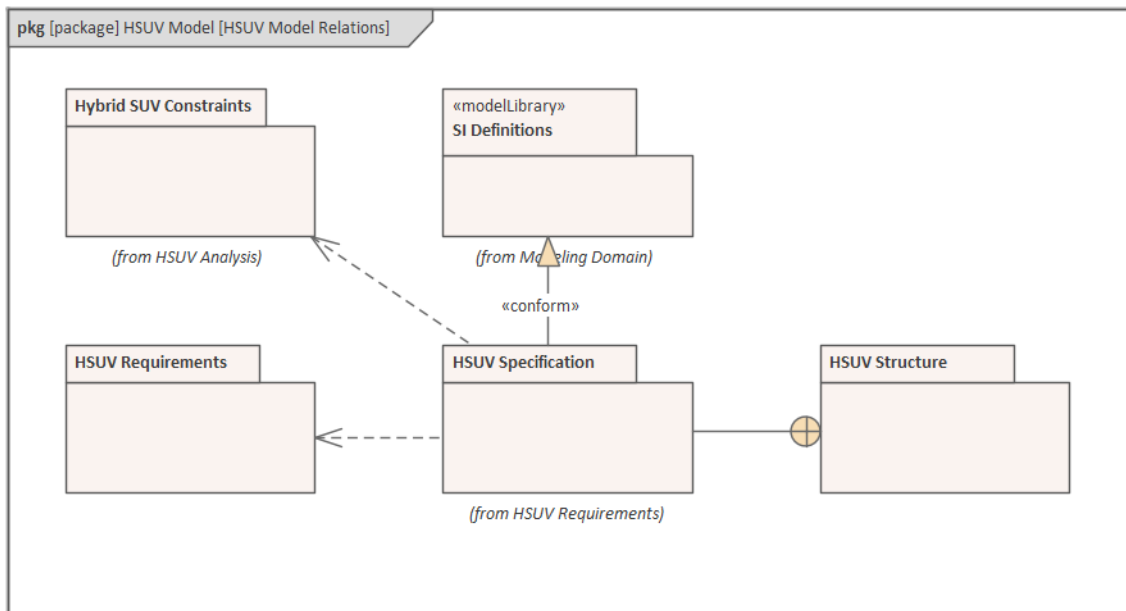 pkg [package] HSUV Model [HSUV Model Relations]
Hybrid SUV Constraints
«modelLibrary»
SI Definitions
(from HSUV Analysis)
(from Modeling Domain)
«conform»
HSUV Requirements
HSUV Specification
HSUV Structure
(from HSUV Requirements)